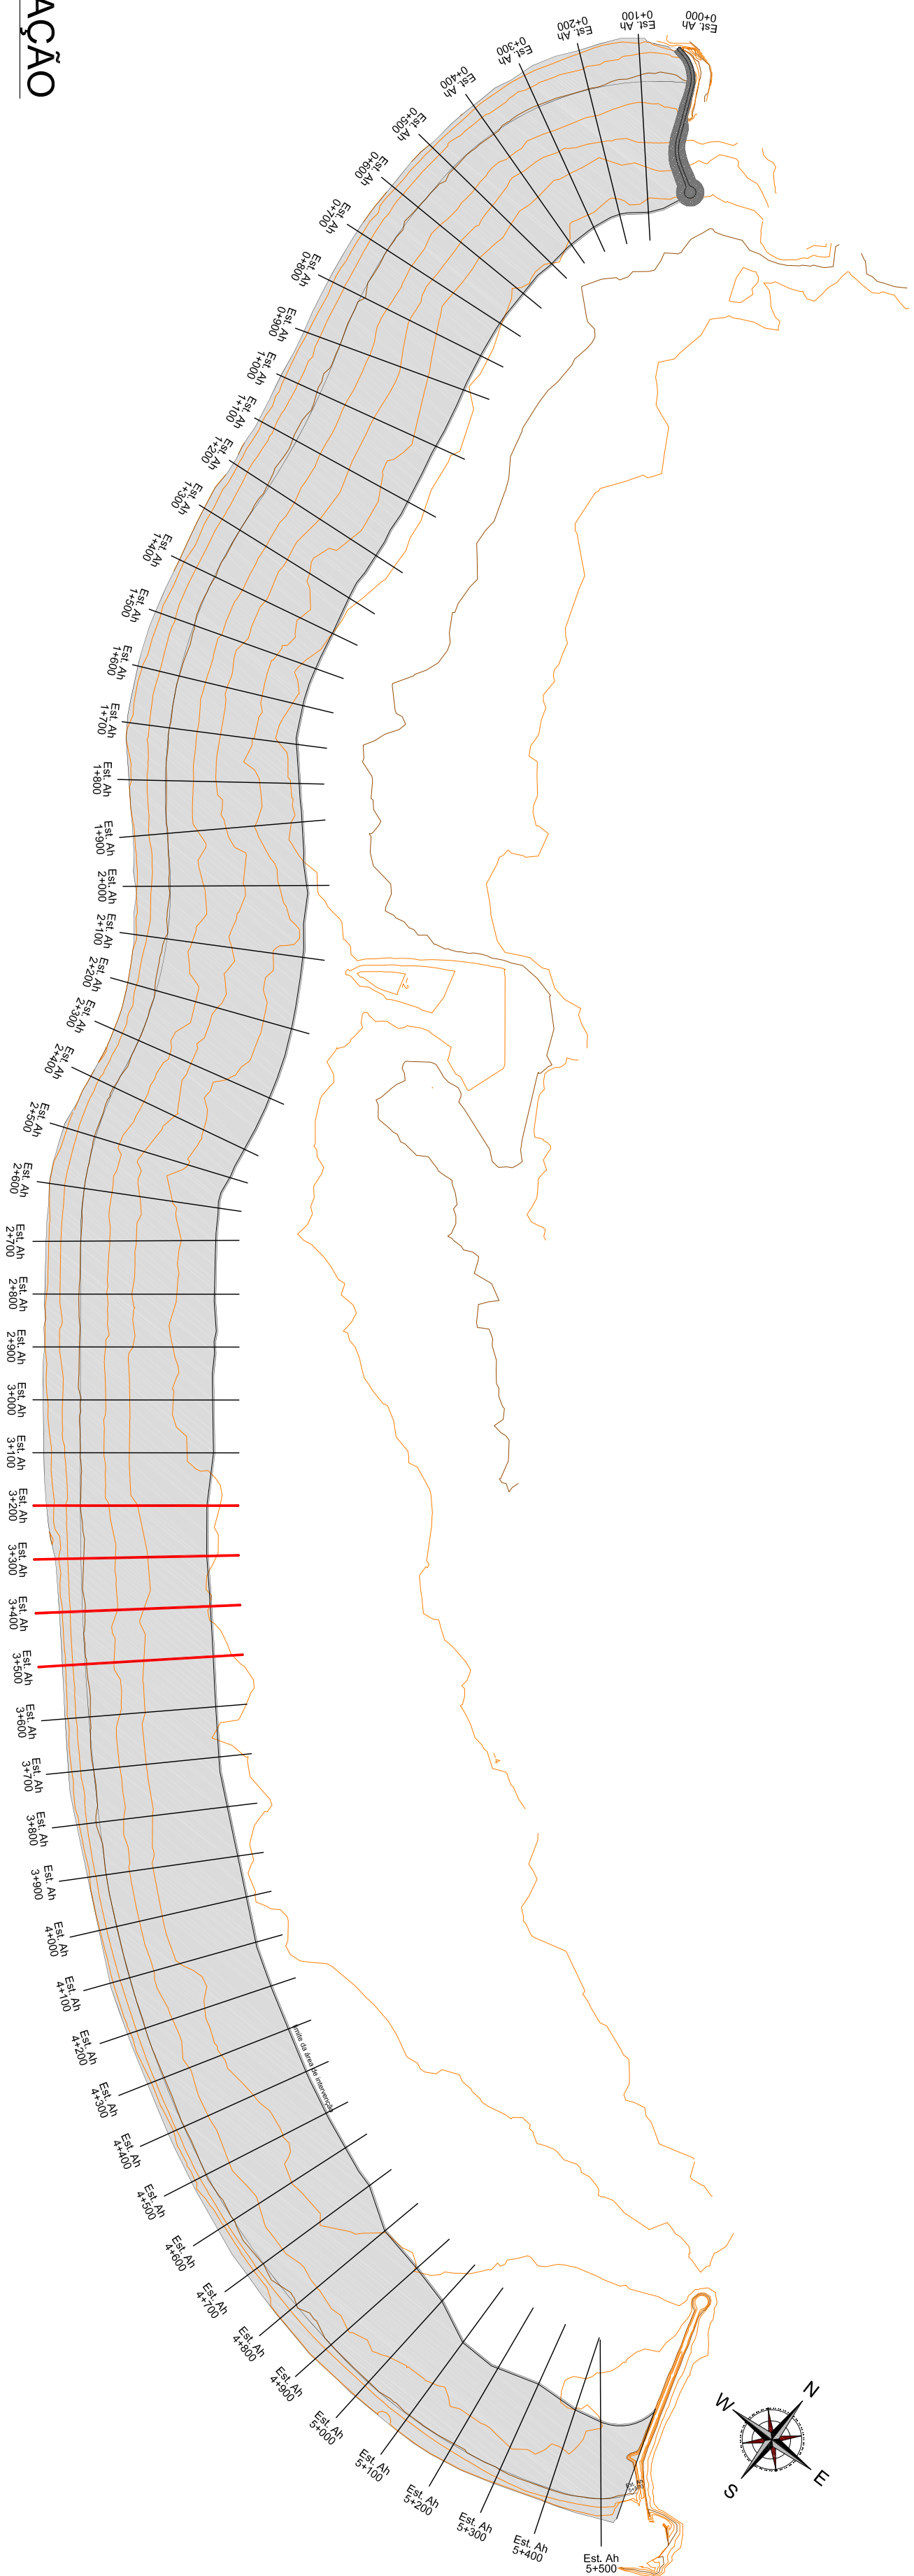 AÇÃO
Est. Ah
0+000
Est. Ah
0+100
Est. Ah
0+200
Est. Ah
0+300
Est. Ah
0+400
Est. Ah
0+500
Est. Ah
0+600
Est. Ah
0+700
Est. Ah
0+800
Est. Ah
0+900
Est. Ah
1+000
Est. Ah
1+100
Est. Ah
1+200
Est. Ah
1+300
Est. Ah
1+400
Est. Ah
1+500
Est. Ah
1+600
Est. Ah
1+700
Est. Ah
1+800
Est. Ah
1+900
Est. Ah
2+000
Est. Ah
2+100
Est. Ah
2+200
Est. Ah
2+300
Est. Ah
2+400
Est. Ah
2+500
Est. Ah
2+600
Est. Ah
2+700
Est. Ah
2+800
Est. Ah
2+900
Est. Ah
3+000
Est. Ah
3+100
Est. Ah
3+200
Est. Ah
3+300
Est. Ah
3+400
Est. Ah
3+500
Est. Ah
3+600
Est. Ah
3+700
Est. Ah
3+800
Est. Ah
3+900
Est. Ah
4+000
Est. Ah
4+100
Est. Ah
4+200
Est. Ah
4+300
Est. Ah
4+400
Est. Ah
4+500
Est. Ah
4+600
Est. Ah
4+700
Est. Ah
4+800
Est. Ah
4+900
Est. Ah
5+000
Est. Ah
5+100
Est. Ah
5+200
Est. Ah
5+300
Est. Ah
5+400
Est. Ah
5+500
-2
-4
limite da área de intervenção
N
W
E
S